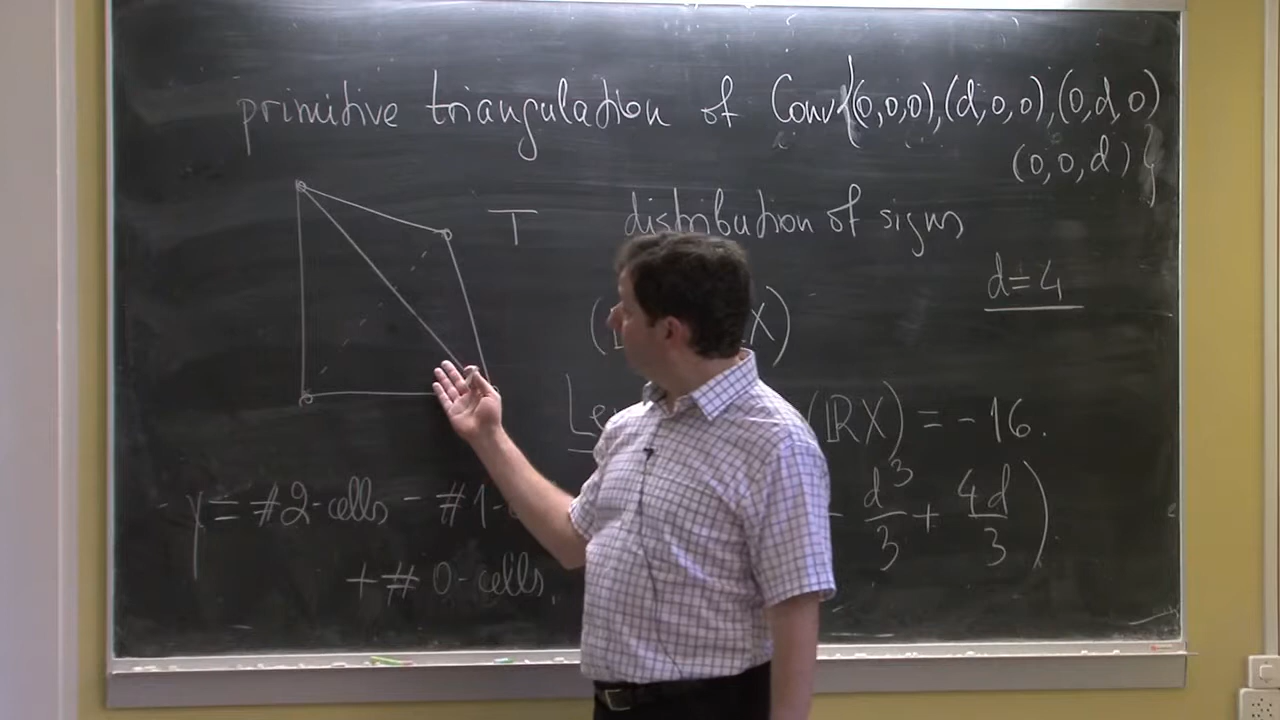 primitive triangulation of Conv{(0,0,0),(d,0,0),(0,d,0)
(0,0,d)}
T distribution of signs
d=4
X)
(ℝX) = -16.
χ = #2-cells - #1-
- d³/3 + 4d/3)
+ # 0-cells.